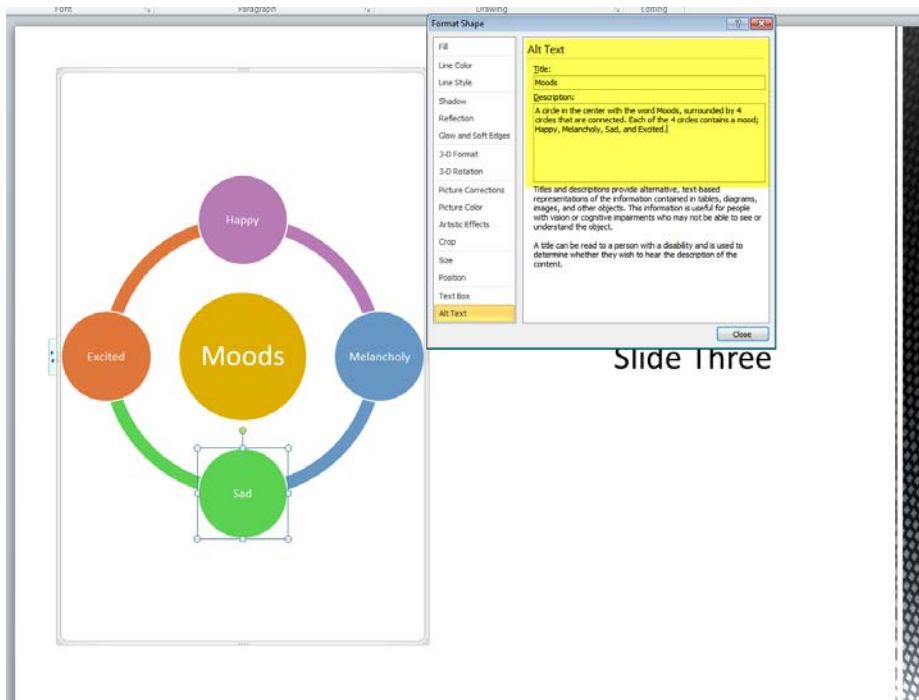 Font
Paragraph
Drawing
Editing
Format Shape
Fill
Line Color
Line Style
Shadow
Reflection
Glow and Soft Edges
3-D Format
3-D Rotation
Picture Corrections
Picture Color
Artistic Effects
Crop
Size
Position
Text Box
Alt Text
Alt Text
Title:
Moods
Description:
A circle in the center with the word Moods, surrounded by 4
circles that are connected. Each of the 4 circles contains a mood;
Happy, Melancholy, Sad, and Excited.
Titles and descriptions provide alternative, text-based
representations of the information contained in tables, diagrams,
images, and other objects. This information is useful for people
with vision or cognitive impairments who may not be able to see or
understand the object.
A title can be read to a person with a disability and is used to
determine whether they wish to hear the description of the
content.
Close
Happy
Excited
Moods
Melancholy
Sad
Slide Three